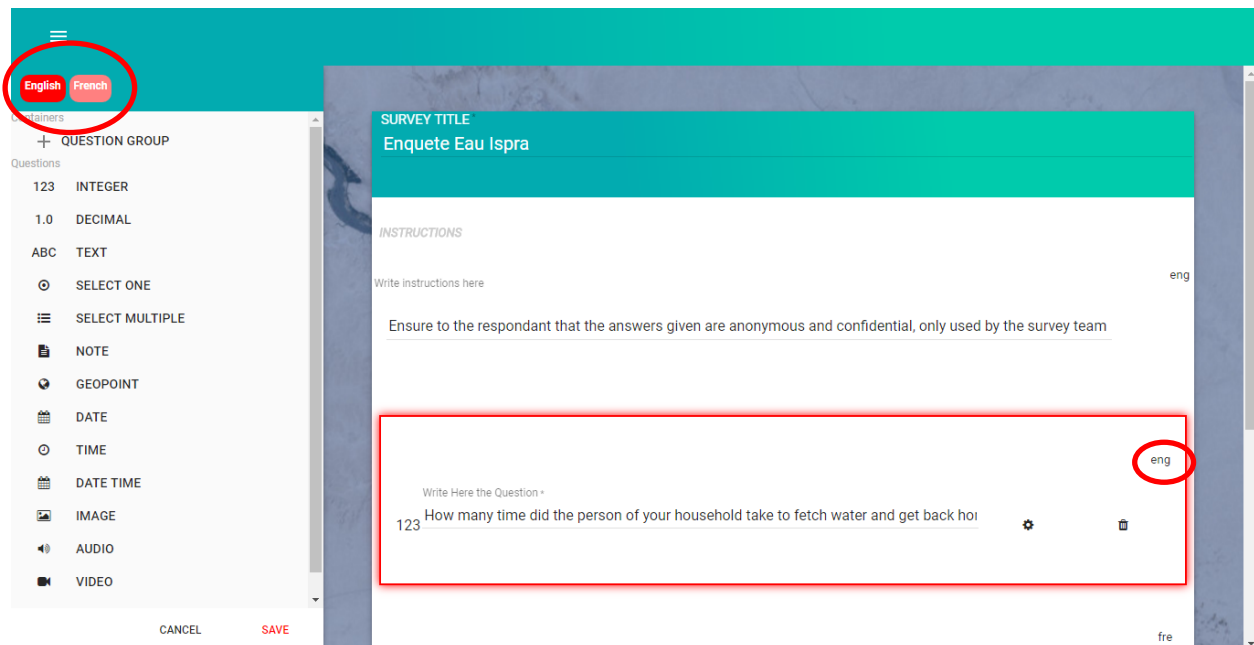 English French
Containers
QUESTION GROUP
Questions
123 INTEGER
1.0 DECIMAL
ABC TEXT
SELECT ONE
SELECT MULTIPLE
NOTE
GEOPOINT
DATE
TIME
DATE TIME
IMAGE
AUDIO
VIDEO
CANCEL SAVE
SURVEY TITLE
Enquete Eau Ispra
INSTRUCTIONS
eng
Write instructions here
Ensure to the respondant that the answers given are anonymous and confidential, only used by the survey team
eng
Write Here the Question *
123 How many time did the person of your household take to fetch water and get back
fre